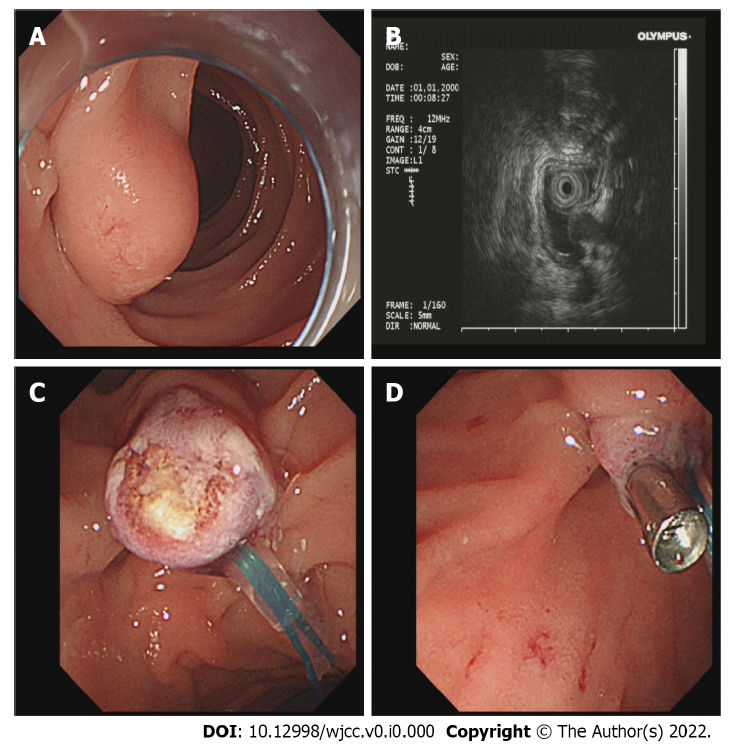 A
B
OLYMPUS
NAME:
SEX:
DOB: AGE:
DATE :01,01,2000
TIME :00:08:27
FREQ : 12MHz
RANGE: 4cm
GAIN :12/19
CONT : 1/ 8
IMAGE:L1
STC
FRAME: 1/160
SCALE: 5mm
DIR :NORMAL
C
D
DOI: 10.12998/wjcc.v0.i0.000 Copyright © The Author(s) 2022.